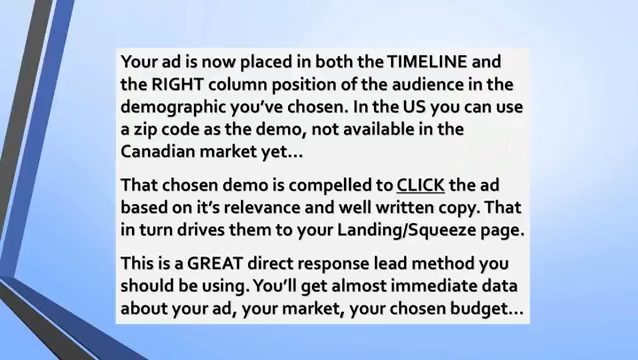 Your ad is now placed in both the TIMELINE and
the RIGHT column position of the audience in the
demographic you've chosen. In the US you can use
a zip code as the demo, not available in the
Canadian market yet...
That chosen demo is compelled to CLICK the ad
based on it's relevance and well written copy. That
in turn drives them to your Landing/Squeeze page.
This is a GREAT direct response lead method you
should be using. You'll get almost immediate data
about your ad, your market, your chosen budget...